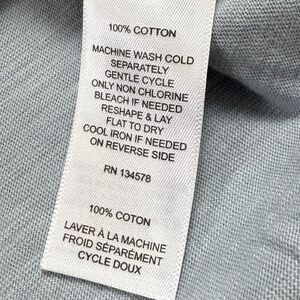 100% COTTON
MACHINE WASH COLD
SEPARATELY
GENTLE CYCLE
ONLY NON CHLORINE
BLEACH IF NEEDED
RESHAPE & LAY
FLAT TO DRY
COOL IRON IF NEEDED
ON REVERSE SIDE
RN 134578
100% COTON
LAVER À LA MACHINE
FROID SÉPARÉMENT
CYCLE DOUX